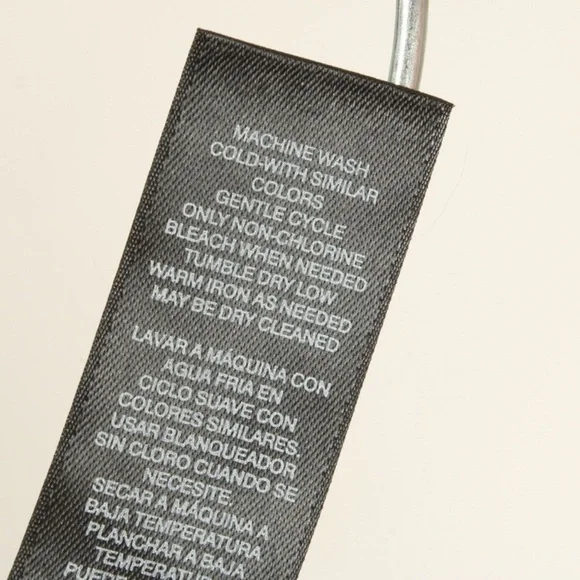 MACHINE WASH
COLD-WITH SIMILAR
COLORS
GENTLE CYCLE
ONLY NON-CHLORINE
BLEACH WHEN NEEDED
TUMBLE DRY LOW
WARM IRON AS NEEDED
MAY BE DRY CLEANED
LAVAR A MÁQUINA CON
AGUA FRIA EN
CICLO SUAVE CON
COLORES SIMILARES.
USAR BLANQUEADOR
SIN CLORO CUANDO SE
NECESITE.
SECAR A MÁQUINA A
BAJA TEMPERATURA
PLANCHAR A BAJA